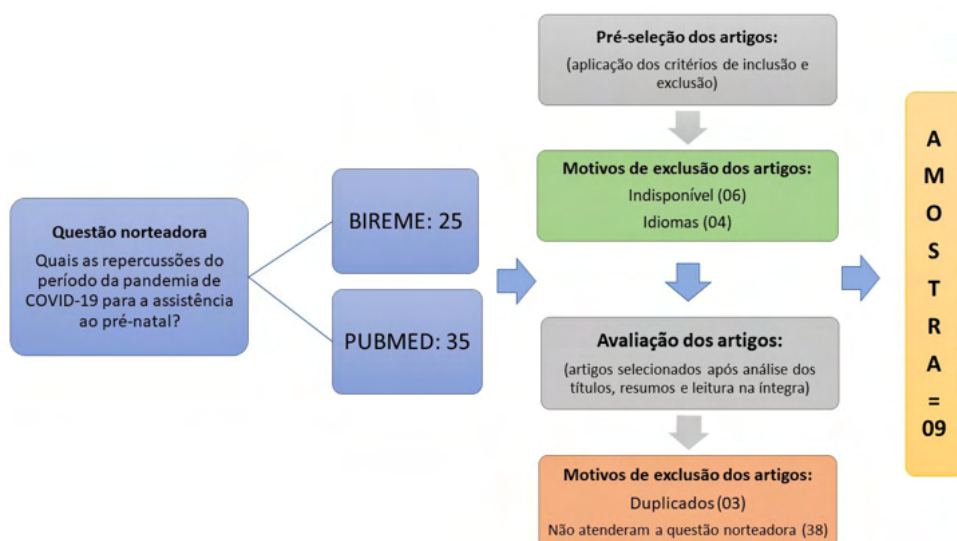 Questão norteadora
Quais as repercussões do
período da pandemia de
COVID-19 para a assistência
ao pré-natal?
BIREME: 25
PUBMED: 35
Pré-seleção dos artigos:
(aplicação dos critérios de inclusão e
exclusão)
Motivos de exclusão dos artigos:
Indisponível (06)
Idiomas (04)
Avaliação dos artigos:
(artigos selecionados após análise dos
títulos, resumos e leitura na íntegra)
Motivos de exclusão dos artigos:
Duplicados (03)
Não atenderam a questão norteadora (38)
A
M
O
S
T
R
A
=
09